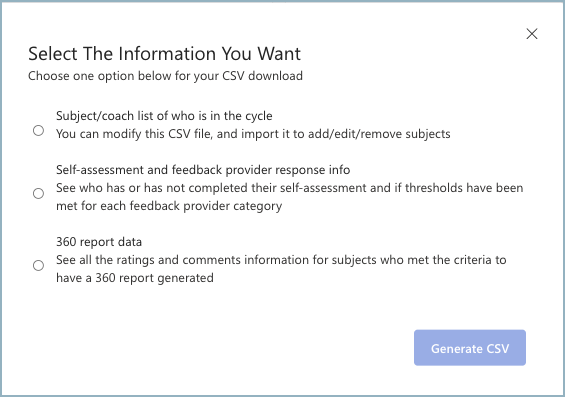 Select The Information You Want
Choose one option below for your CSV download
Subject/coach list of who is in the cycle
You can modify this CSV file, and import it to add/edit/remove subjects
Self-assessment and feedback provider response info
See who has or has not completed their self-assessment and if thresholds have been
met for each feedback provider category
360 report data
See all the ratings and comments information for subjects who met the criteria to
have a 360 report generated
Generate CSV